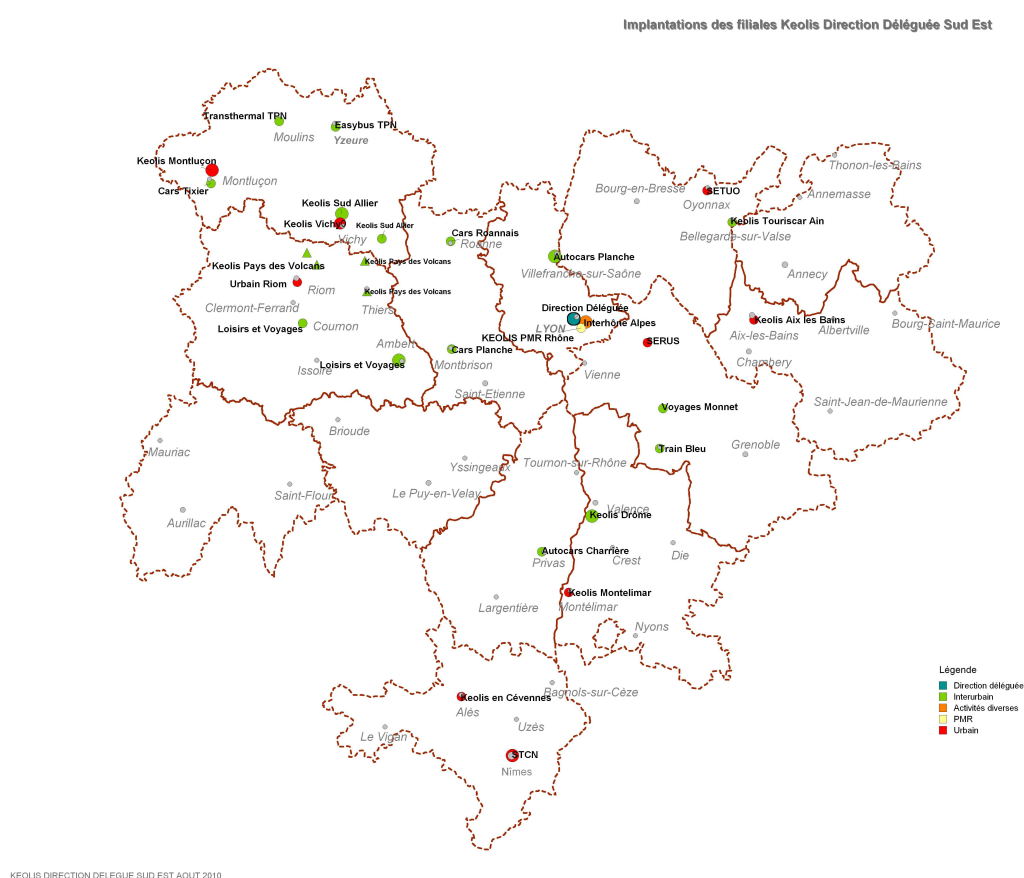 Implantations des filiales Keolis Direction Déléguée Sud Est
Transthermal TPN
Easybus TPN
Moulins
Yzeure
Keolis Montluçon
Montluçon
Cars Tixier
Keolis Sud Allier
Keolis Vichy
Keolis Sud Allier
Vichy
Cars Roannais
Roanne
Keolis Pays des Volcans
Keolis Pays des Volcans
Urbain Riom
Riom
Keolis Pays des Volcans
Clermont-Ferrand
Thiers
Loisirs et Voyages
Cournon
Ambert
Issoire
Loisirs et Voyages
Cars Planche
Montbrison
Saint-Etienne
Bourg-en-Bresse
SETUO
Oyonnax
Thonon-les-Bains
Annemasse
Keolis Touriscar Ain
Bellegarde-sur-Valse
Autocars Planche
Villefranche-sur-Saône
Annecy
Direction Déléguée
Interhône Alpes
LYON
KEOLIS PMR Rhône
SERUS
Keolis Aix les Bains
Aix-les-Bains
Albertville
Bourg-Saint-Maurice
Chambery
Vienne
Voyages Monnet
Saint-Jean-de-Maurienne
Train Bleu
Grenoble
Mauriac
Brioude
Yssingeaux
Tournon-sur-Rhône
Saint-Flour
Le Puy-en-Velay
Aurillac
Valence
Keolis Drôme
Autocars Charrière
Privas
Crest
Die
Largentière
Keolis Montelimar
Montélimar
Nyons
Bagnols-sur-Cèze
Keolis en Cévennes
Alès
Uzès
Le Vigan
STCN
Nîmes
Légende
Direction déléguée
Interurbain
Activités diverses
PMR
Urbain
KEOLIS DIRECTION DELEGUE SUD EST AOUT 2010